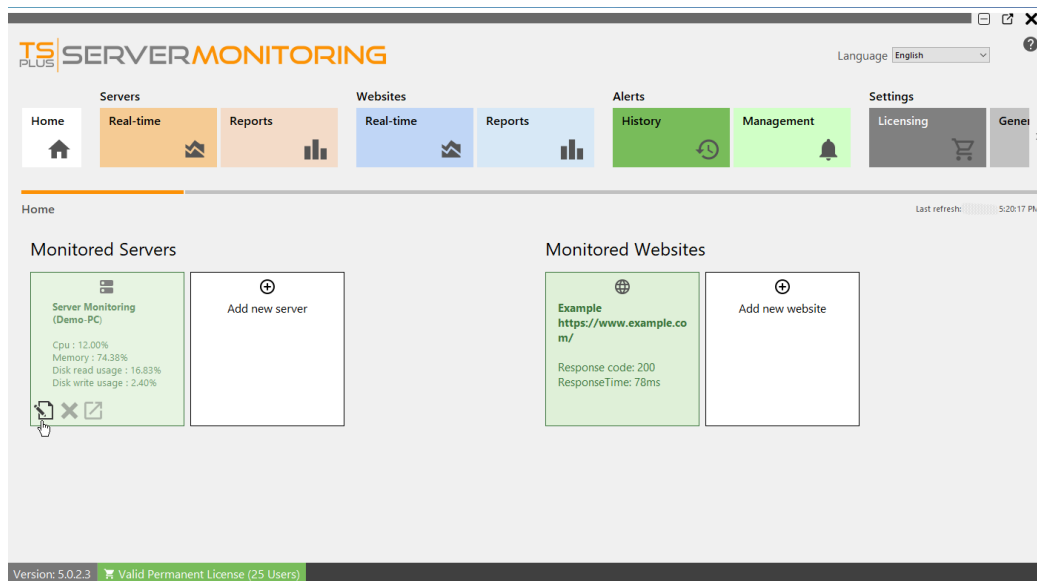 TS PLUS SERVER MONITORING
Language English
Servers
Websites
Alerts
Settings
Home
Real-time
Reports
Real-time
Reports
History
Management
Licensing
Home
Last refresh: 5:20:17 PM
Monitored Servers
Monitored Websites
Server Monitoring
(Demo-PC)
Cpu : 12.00%
Memory : 74.38%
Disk read usage : 16.83%
Disk write usage : 2.40%
Add new server
Example
https://www.example.co
m/
Response code: 200
ResponseTime: 78ms
Add new website
Version: 5.0.2.3
Valid Permanent License (25 Users)